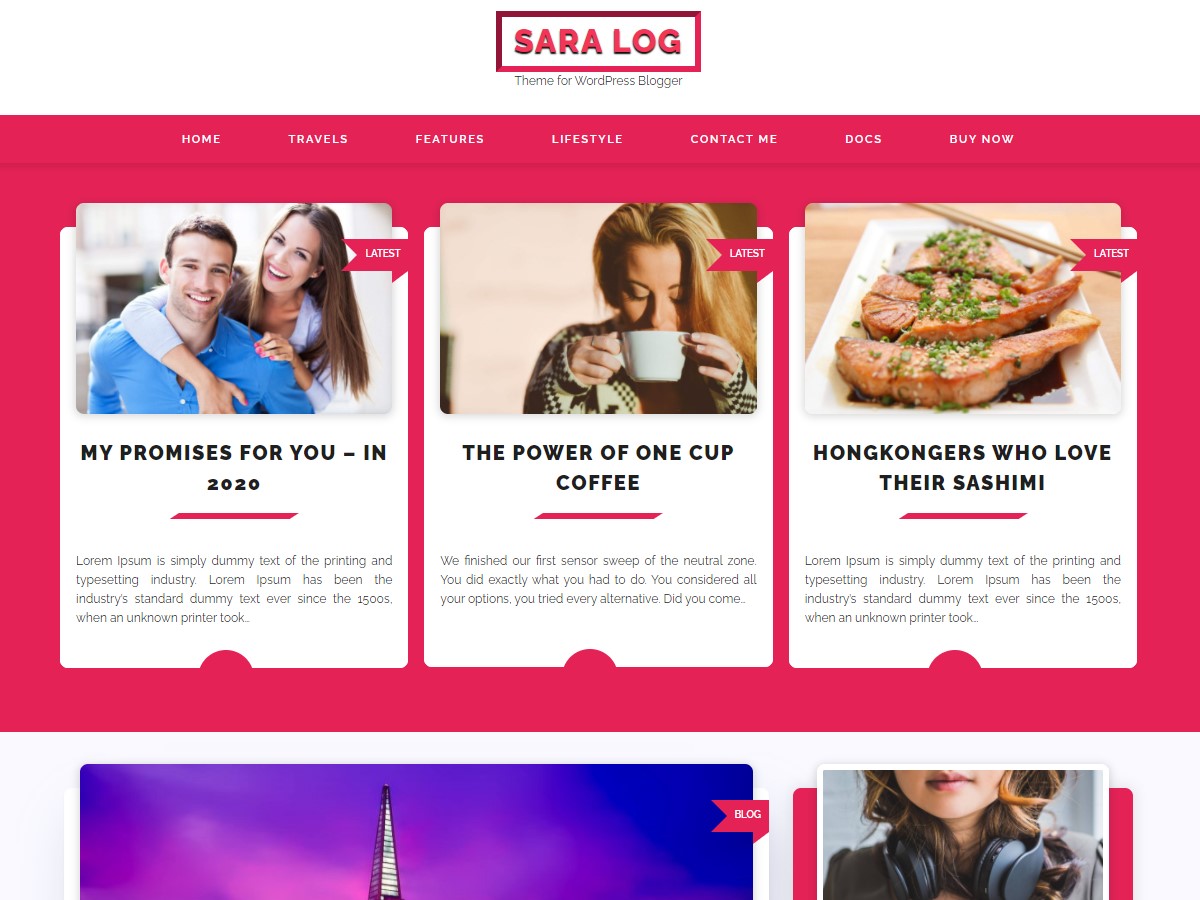 SARA LOG
Theme for WordPress Blogger
HOME TRAVELS FEATURES LIFESTYLE CONTACT ME DOCS BUY NOW
LATEST
MY PROMISES FOR YOU – IN
2020
Lorem Ipsum is simply dummy text of the printing and
typesetting industry. Lorem Ipsum has been the
industry's standard dummy text ever since the 1500s,
when an unknown printer took…
LATEST
THE POWER OF ONE CUP
COFFEE
We finished our first sensor sweep of the neutral zone.
You did exactly what you had to do. You considered all
your options, you tried every alternative. Did you come…
LATEST
HONGKONGERS WHO LOVE
THEIR SASHIMI
Lorem Ipsum is simply dummy text of the printing and
typesetting industry. Lorem Ipsum has been the
industry's standard dummy text ever since the 1500s,
when an unknown printer took…
BLOG